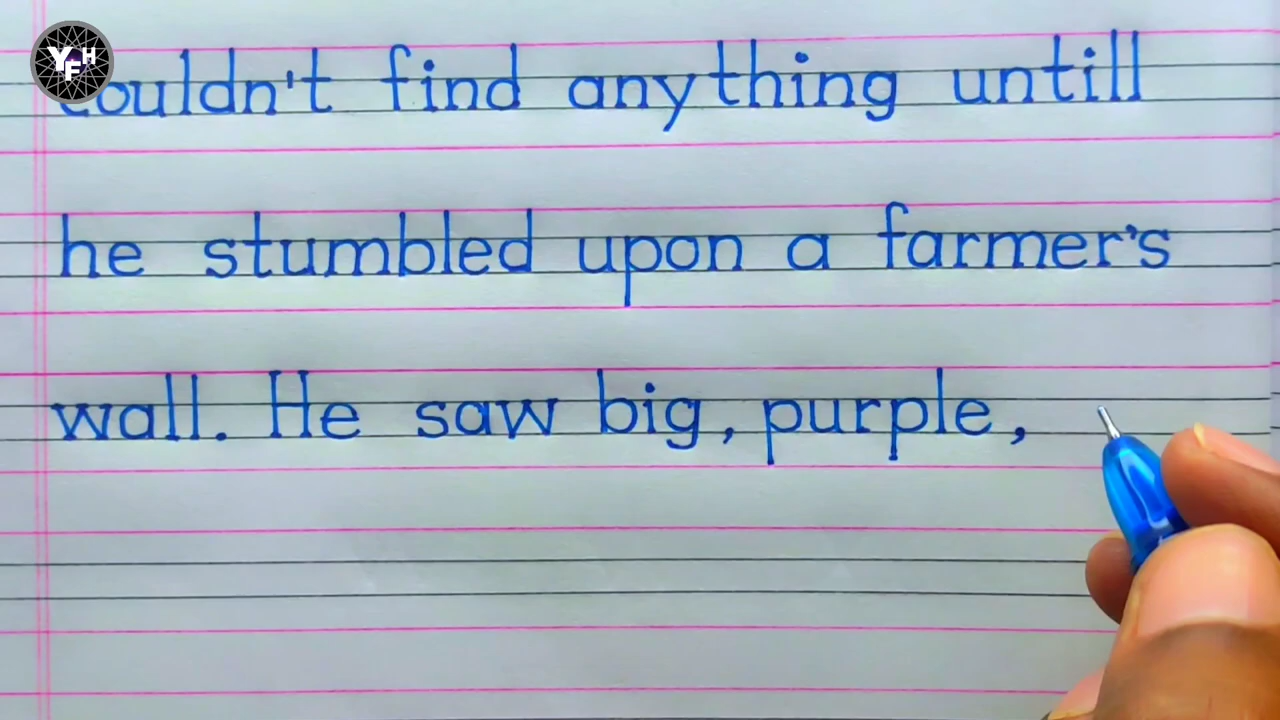 YFH
couldn't find anything untill
he stumbled upon a farmer's
wall. He saw big, purple,